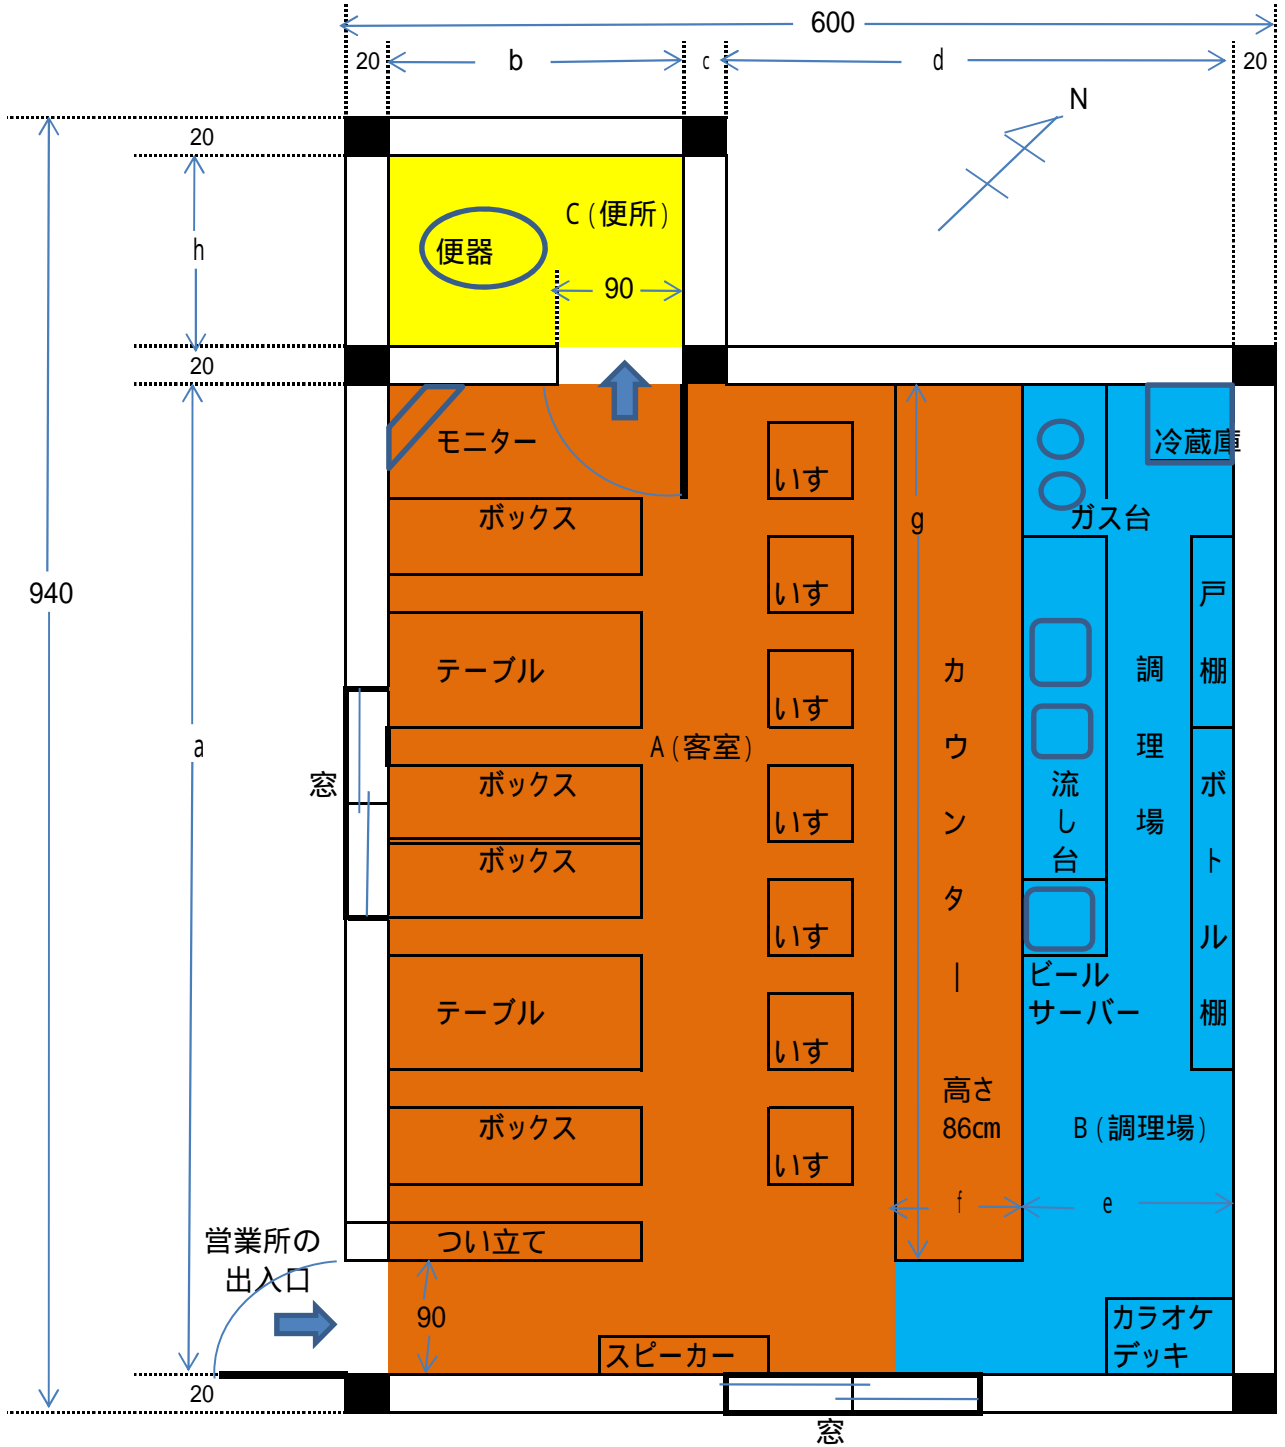 600
20
b
c
d
20
N
20
C(便所)
便器
h
90
20
モニター
冷蔵庫
いす
ボックス
g
ガス台
940
いす
戸棚
テーブル
カウンター
調理場
いす
a
A(客室)
窓
ボックス
流し台
ボトル棚
いす
ボックス
いす
ビール
サーバー
テーブル
いす
高さ
86cm
ボックス
B(調理場)
いす
f
e
営業所の
出入口
つい立て
90
カラオケ
デッキ
スピーカー
20
窓